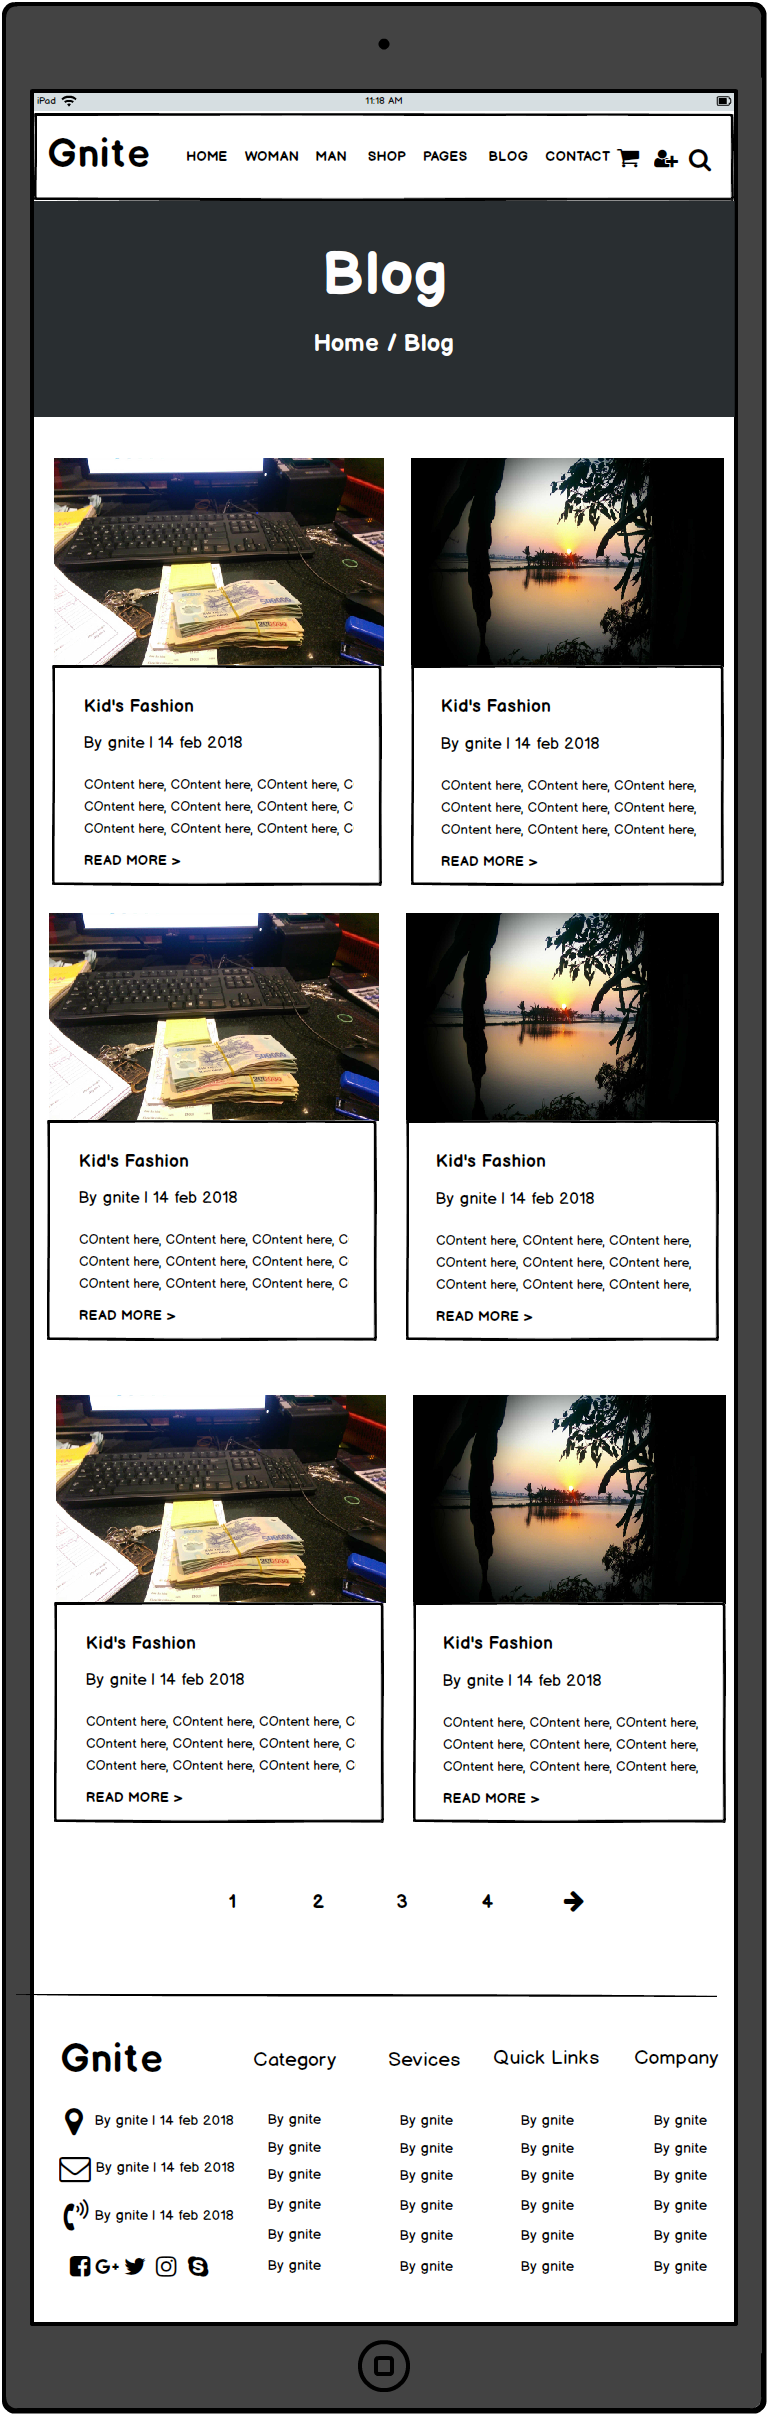 iPad
11:18 AM
Gnite
HOME WOMAN MAN SHOP PAGES BLOG CONTACT
Blog
Home / Blog
Kid's Fashion
By gnite | 14 feb 2018
COntent here, COntent here, COntent here, C
COntent here, COntent here, COntent here, C
COntent here, COntent here, COntent here, C
READ MORE >
Kid's Fashion
By gnite | 14 feb 2018
COntent here, COntent here, COntent here,
COntent here, COntent here, COntent here,
COntent here, COntent here, COntent here,
READ MORE >
Kid's Fashion
By gnite | 14 feb 2018
COntent here, COntent here, COntent here, C
COntent here, COntent here, COntent here, C
COntent here, COntent here, COntent here, C
READ MORE >
Kid's Fashion
By gnite | 14 feb 2018
COntent here, COntent here, COntent here,
COntent here, COntent here, COntent here,
COntent here, COntent here, COntent here,
READ MORE >
Kid's Fashion
By gnite | 14 feb 2018
COntent here, COntent here, COntent here, C
COntent here, COntent here, COntent here, C
COntent here, COntent here, COntent here, C
READ MORE >
Kid's Fashion
By gnite | 14 feb 2018
COntent here, COntent here, COntent here,
COntent here, COntent here, COntent here,
COntent here, COntent here, COntent here,
READ MORE >
1 2 3 4
Gnite
By gnite | 14 feb 2018
By gnite | 14 feb 2018
By gnite | 14 feb 2018
Category
By gnite
By gnite
By gnite
By gnite
By gnite
By gnite
Sevices
By gnite
By gnite
By gnite
By gnite
By gnite
By gnite
Quick Links
By gnite
By gnite
By gnite
By gnite
By gnite
By gnite
Company
By gnite
By gnite
By gnite
By gnite
By gnite
By gnite